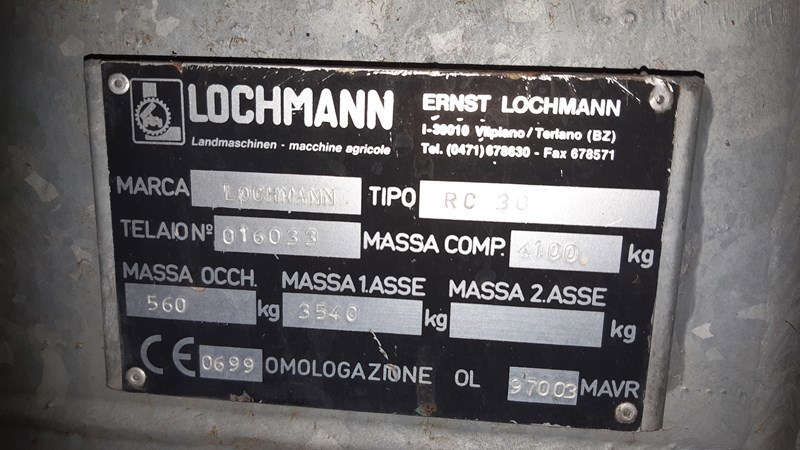 LOCHMANN
Landmaschinen - macchine agricole
ERNST LOCHMANN
I-39018 Vilpiano/Terlano (BZ)
Tel. (0471) 678630 - Fax 678571
MARCA LOCHMANN TIPO RC 30
TELAIO Nº 016033 MASSA COMP. 4100 kg
MASSA OCCH. MASSA 1.ASSE MASSA 2.ASSE
560 kg 3540 kg kg
CE 0699 OMOLOGAZIONE OL 97003 MAVR